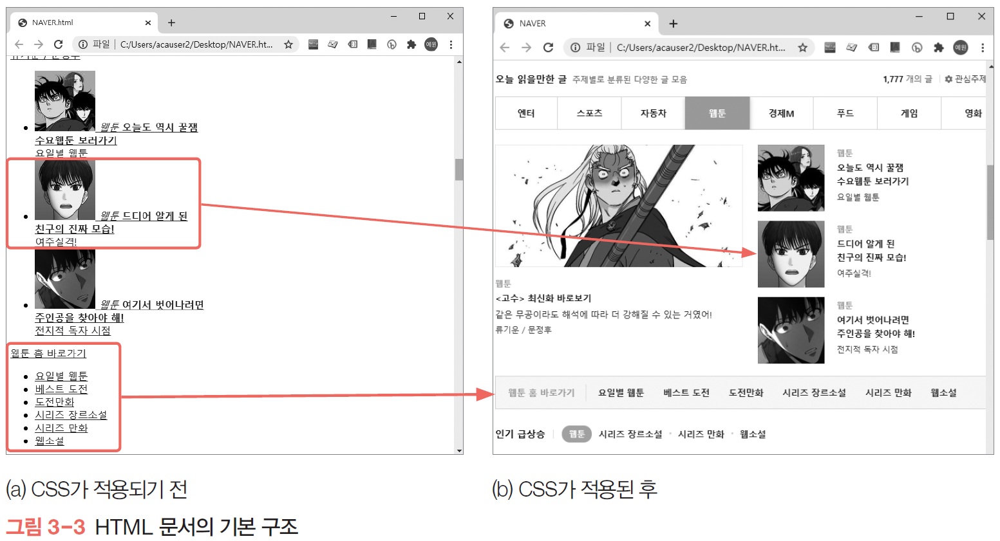 NAVER.html
파일 | C:/Users/acauser2/Desktop/NAVER.ht...
예원
류기운 / 문정후
웹툰 오늘도 역시 꿀잼
수요웹툰 보러가기
요일별 웹툰
웹툰 드디어 알게 된
친구의 진짜 모습!
여주실격!
웹툰 여기서 벗어나려면
주인공을 찾아야 해!
전지적 독자 시점
웹툰 홈 바로가기
요일별 웹툰
베스트 도전
도전만화
시리즈 장르소설
시리즈 만화
웹소설
(a) CSS가 적용되기 전
NAVER
파일 | C:/Users/acauser2/Desktop/NAVER.ht...
예원
오늘 읽을만한 글 주제별로 분류된 다양한 글 모음 1,777 개의 글 관심주제
엔터 스포츠 자동차 웹툰 경제M 푸드 게임 영화
웹툰
<고수> 최신화 바로보기
같은 무공이라도 해석에 따라 더 강해질 수 있는 거였어!
류기운 / 문정후
웹툰
오늘도 역시 꿀잼
수요웹툰 보러가기
요일별 웹툰
웹툰
드디어 알게 된
친구의 진짜 모습!
여주실격!
웹툰
여기서 벗어나려면
주인공을 찾아야 해!
전지적 독자 시점
웹툰 홈 바로가기 요일별 웹툰 베스트 도전 도전만화 시리즈 장르소설 시리즈 만화 웹소설
인기 급상승 웹툰 시리즈 장르소설 시리즈 만화 웹소설
(b) CSS가 적용된 후
그림 3-3 HTML 문서의 기본 구조